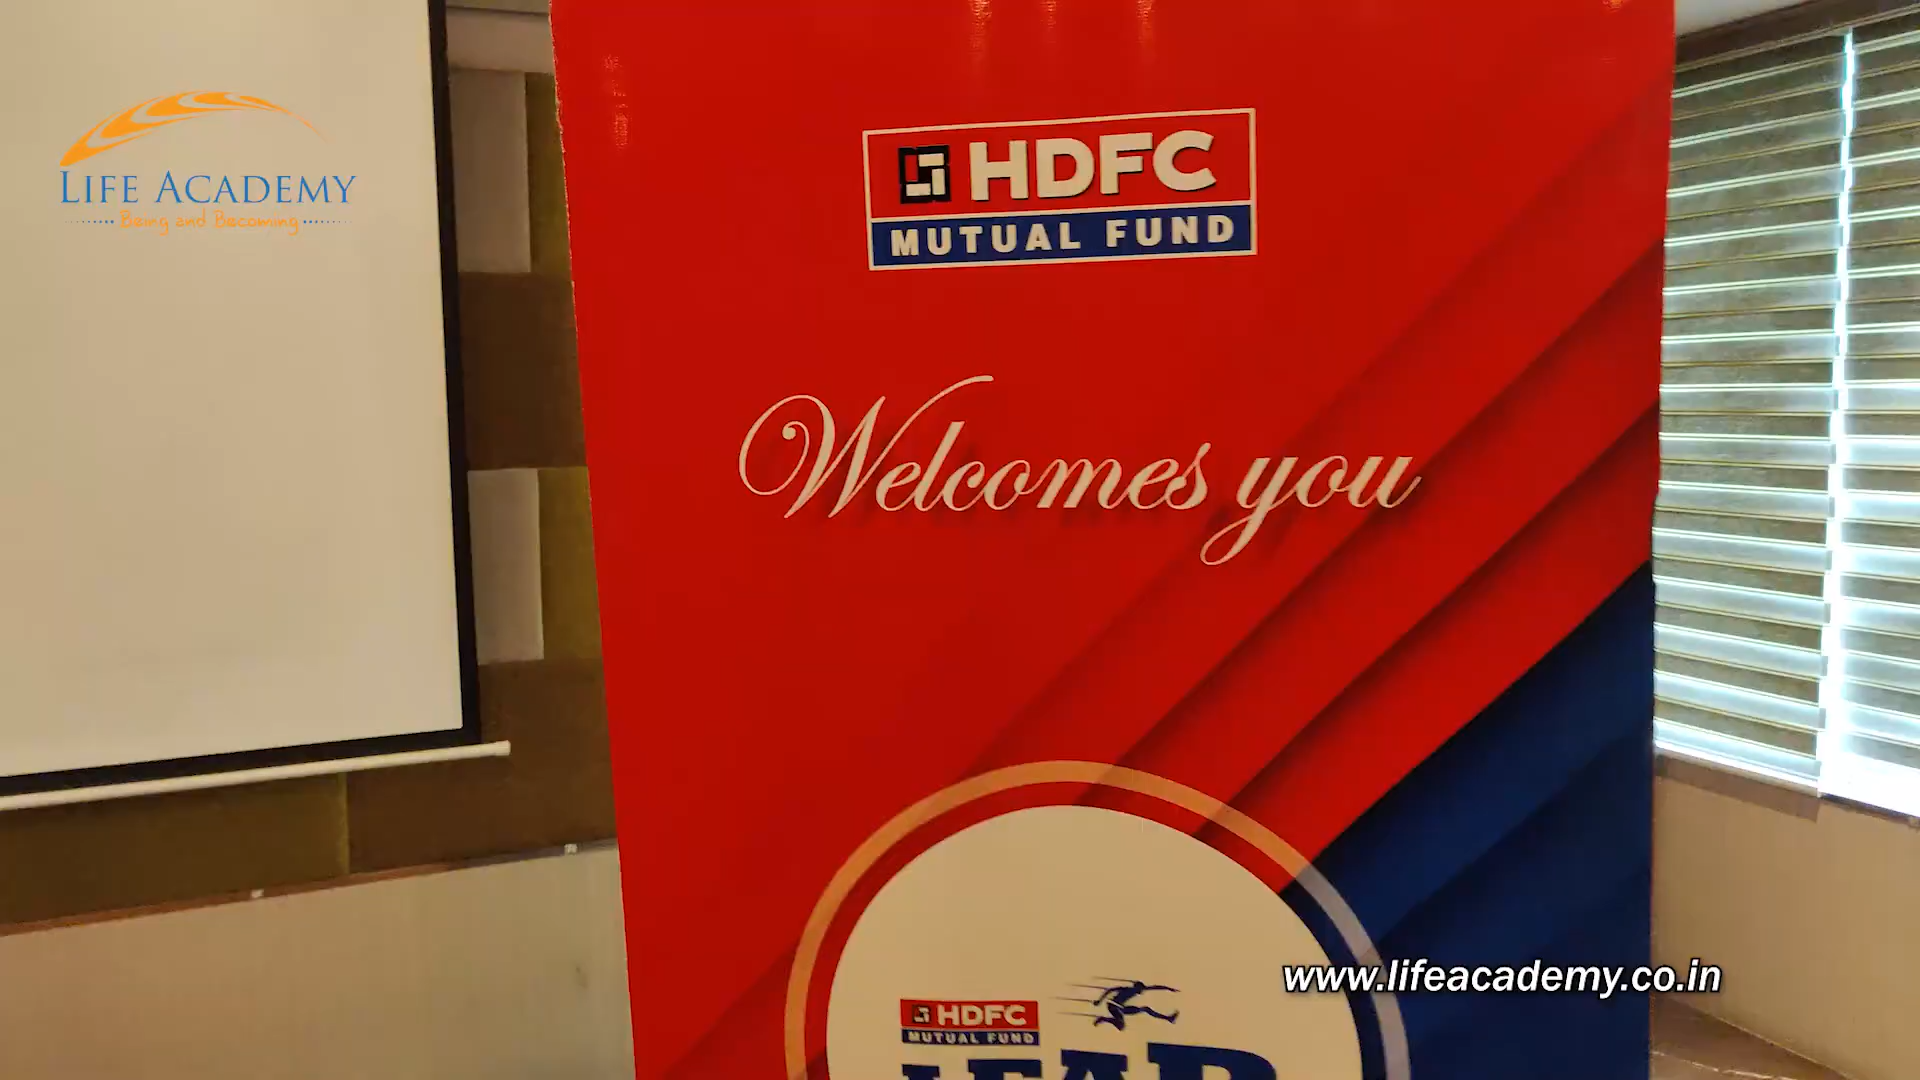 LIFE ACADEMY
Being and Becoming
HDFC
MUTUAL FUND
Welcomes you
www.lifeacademy.co.in
HDFC
MUTUAL FUND